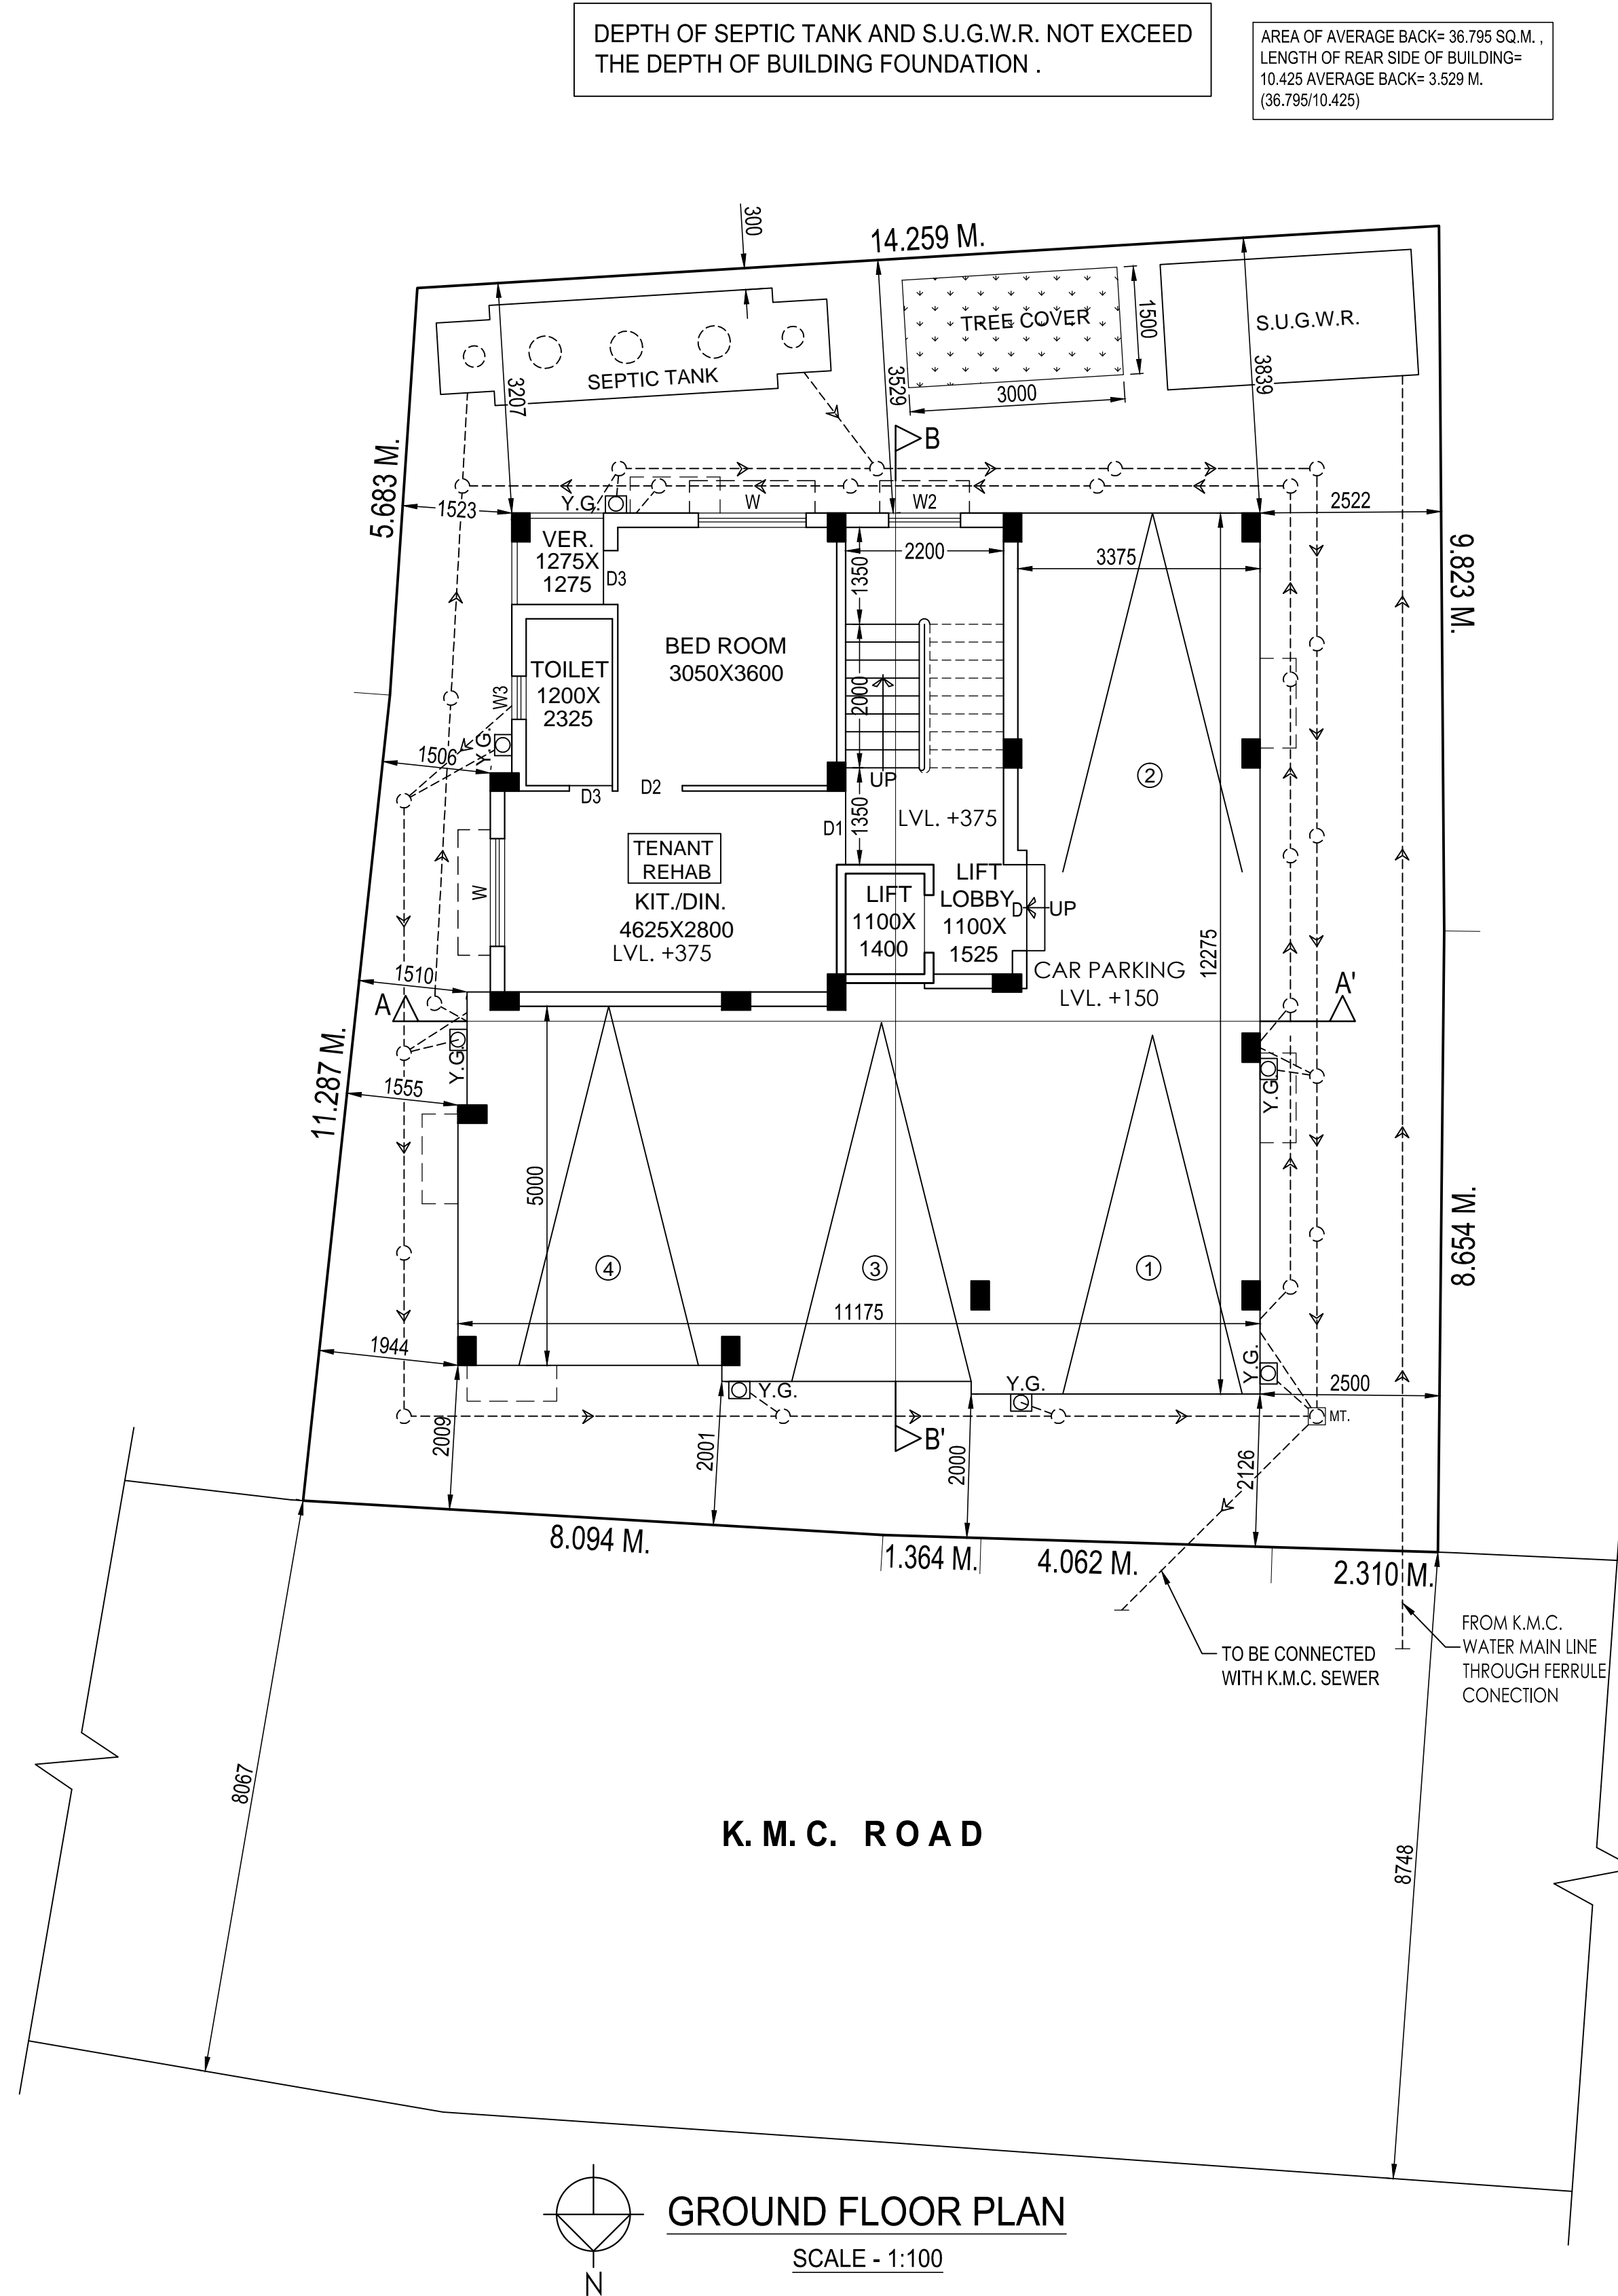 DEPTH OF SEPTIC TANK AND S.U.G.W.R. NOT EXCEED
THE DEPTH OF BUILDING FOUNDATION .
AREA OF AVERAGE BACK= 36.795 SQ.M. ,
LENGTH OF REAR SIDE OF BUILDING=
10.425 AVERAGE BACK= 3.529 M.
(36.795/10.425)
300
14.259 M.
SEPTIC TANK
TREE COVER
1500
3000
S.U.G.W.R.
3207
3529
3839
B
5.683 M.
1523
Y.G.
W
W2
2522
9.823 M.
VER.
1275X
1275
D3
2200
1350
3375
BED ROOM
3050X3600
TOILET
1200X
2325
W3
Y.G.
1506
2000
UP
D3
D2
D1
1350
LVL. +375
2
TENANT
REHAB
KIT./DIN.
4625X2800
LVL. +375
W
LIFT
1100X
1400
LIFT
LOBBY
1100X
1525
D
UP
12275
CAR PARKING
LVL. +150
1510
A
A'
11.287 M.
Y.G.
1555
Y.G.
5000
8.654 M.
4
3
1
11175
1944
Y.G.
Y.G.
Y.G.
2500
MT.
2009
2001
B'
2000
2126
8.094 M.
1.364 M.
4.062 M.
2.310 M.
TO BE CONNECTED
WITH K.M.C. SEWER
FROM K.M.C.
WATER MAIN LINE
THROUGH FERRULE
CONECTION
8067
K. M. C. ROAD
8748
GROUND FLOOR PLAN
SCALE - 1:100
N